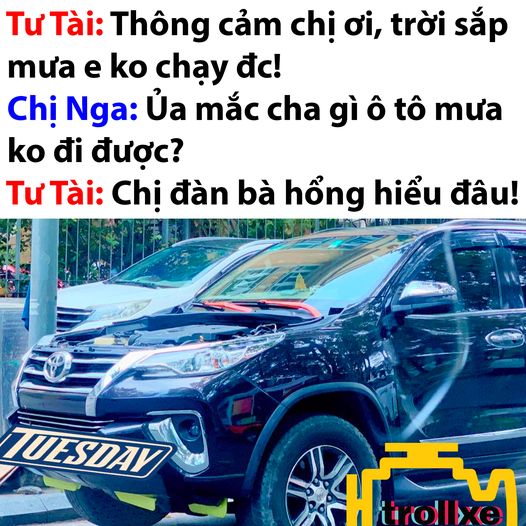 Tư Tài: Thông cảm chị ơi, trời sắp
mưa e ko chạy đc!
Chị Nga: Ủa mắc cha gì ô tô mưa
ko đi được?
Tư Tài: Chị đàn bà hổng hiểu đâu!
TUESDAY
trollxe